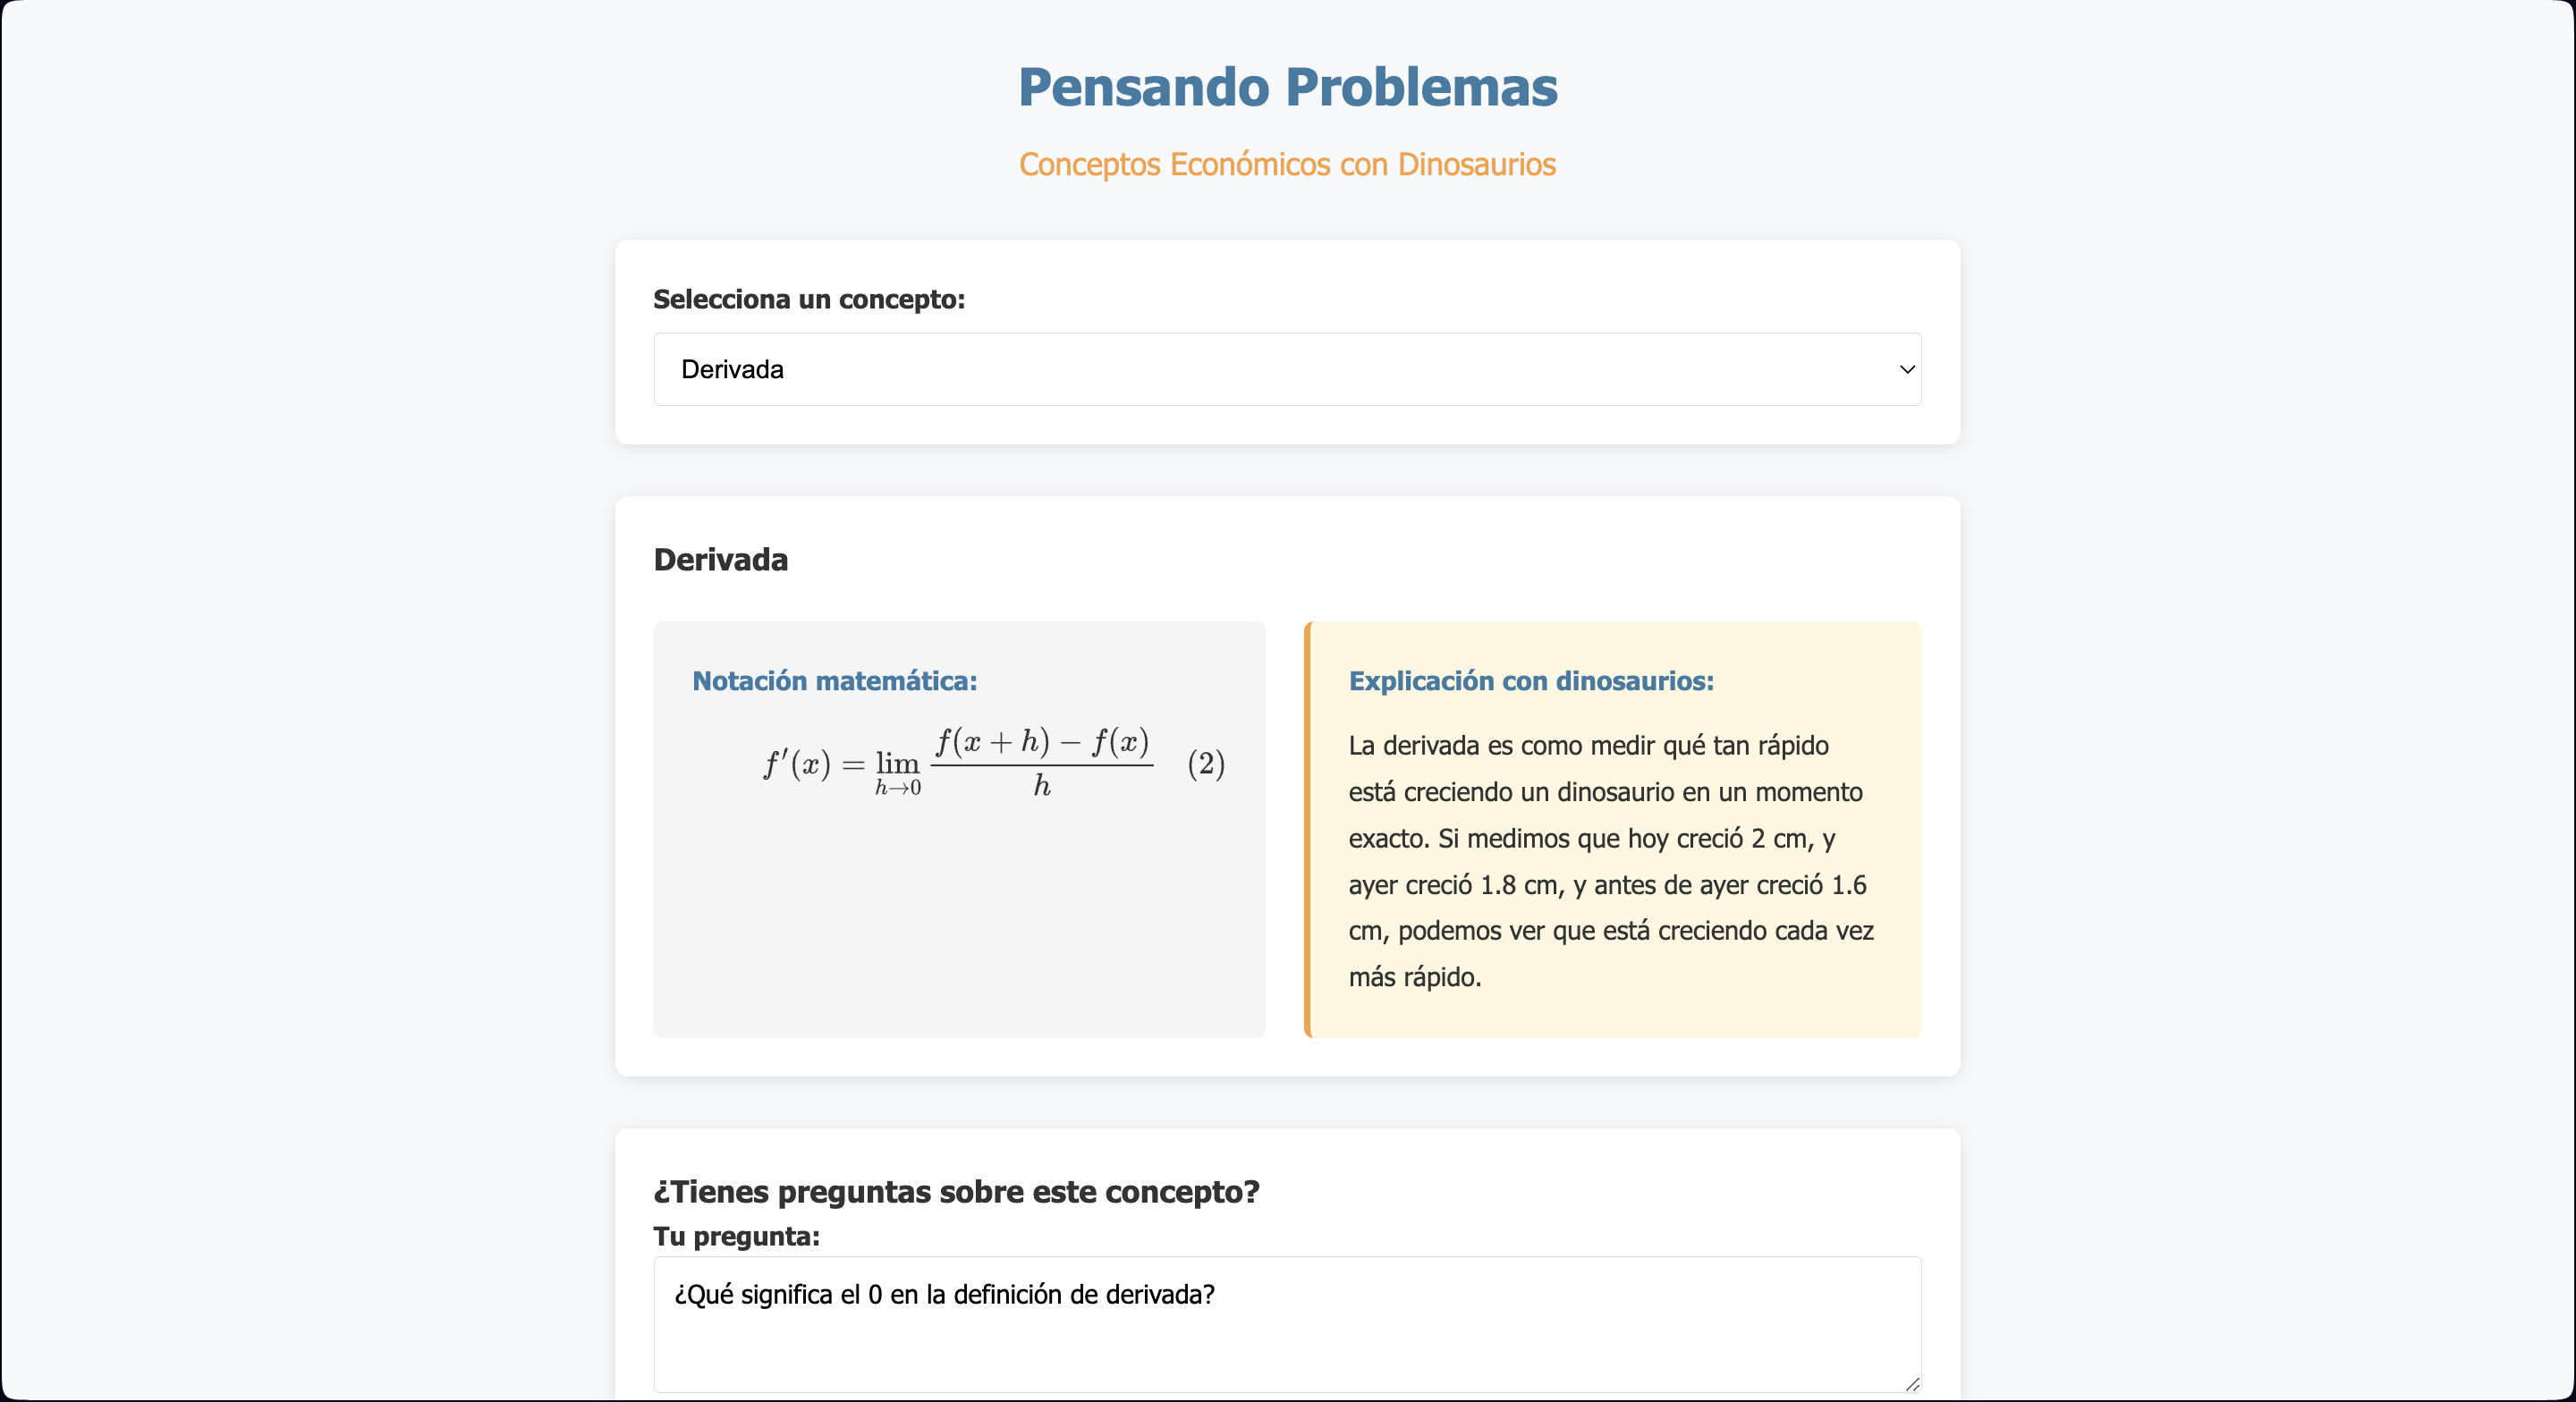 Pensando Problemas
Conceptos Económicos con Dinosaurios
Selecciona un concepto:
Derivada
Derivada
Notación matemática:
f′(x) = lim h→0 f(x + h) − f(x) / h (2)
Explicación con dinosaurios:
La derivada es como medir qué tan rápido
está creciendo un dinosaurio en un momento
exacto. Si medimos que hoy creció 2 cm, y
ayer creció 1.8 cm, y antes de ayer creció 1.6
cm, podemos ver que está creciendo cada vez
más rápido.
¿Tienes preguntas sobre este concepto?
Tu pregunta:
¿Qué significa el 0 en la definición de derivada?